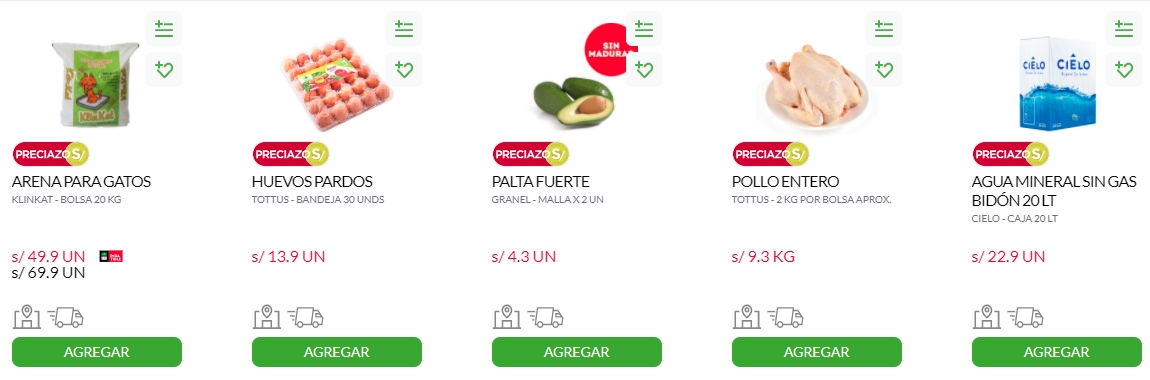 KlinKat
PRECIAZO S/
ARENA PARA GATOS
KLINKAT - BOLSA 20 KG
s/ 49.9 UN
s/ 69.9 UN
AGREGAR
PRECIAZO S/
HUEVOS PARDOS
TOTTUS - BANDEJA 30 UNDS
s/ 13.9 UN
AGREGAR
SIN
MADURAR
PRECIAZO S/
PALTA FUERTE
GRANEL - MALLA X 2 UN
s/ 4.3 UN
AGREGAR
PRECIAZO S/
POLLO ENTERO
TOTTUS - 2 KG POR BOLSA APROX.
s/ 9.3 KG
AGREGAR
CIELO
CIELO
PRECIAZO S/
AGUA MINERAL SIN GAS
BIDÓN 20 LT
CIELO - CAJA 20 LT
s/ 22.9 UN
AGREGAR